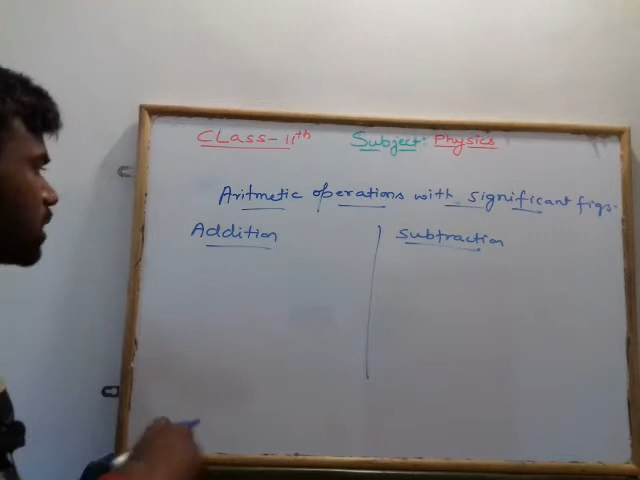 CLass-11th Subject: Physics
Aritmetic operations with significant figs.
Addition
Subtraction